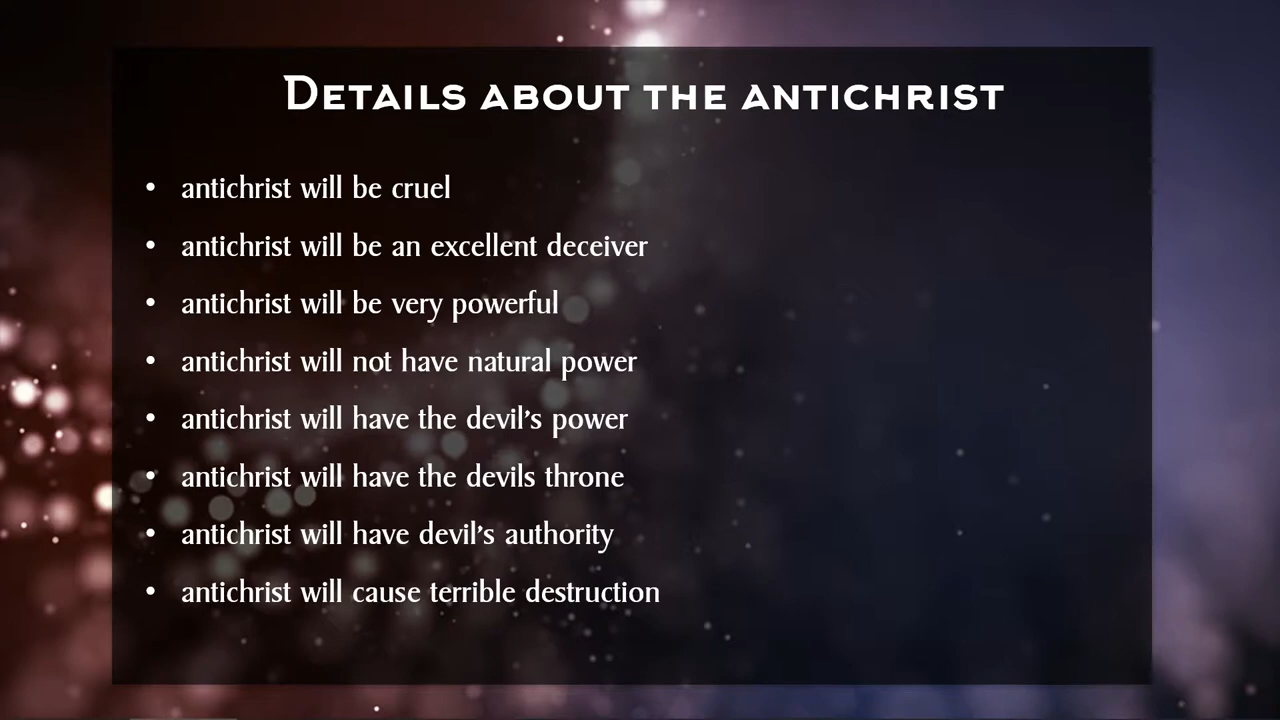 Details about the antichrist
• antichrist will be cruel
• antichrist will be an excellent deceiver
• antichrist will be very powerful
• antichrist will not have natural power
• antichrist will have the devil’s power
• antichrist will have the devils throne
• antichrist will have devil’s authority
• antichrist will cause terrible destruction